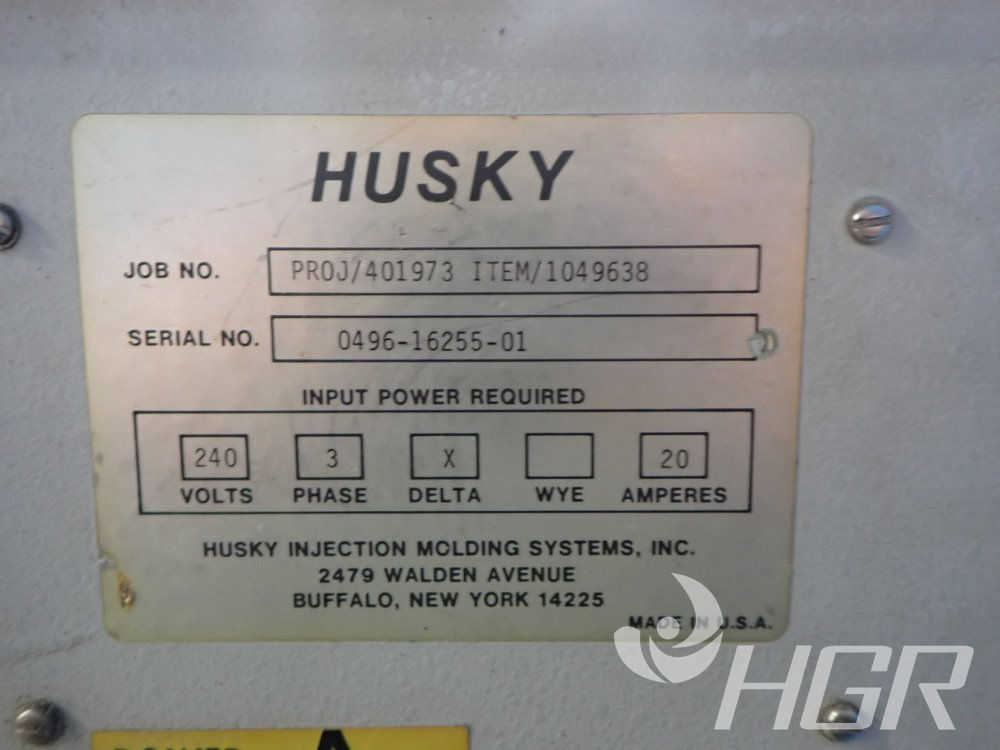 HUSKY
JOB NO. PROJ/401973 ITEM/1049638
SERIAL NO. 0496-16255-01
INPUT POWER REQUIRED
240 3 X 20
VOLTS PHASE DELTA WYE AMPERES
HUSKY INJECTION MOLDING SYSTEMS, INC.
2479 WALDEN AVENUE
BUFFALO, NEW YORK 14225
MADE IN U.S.A.
HGR